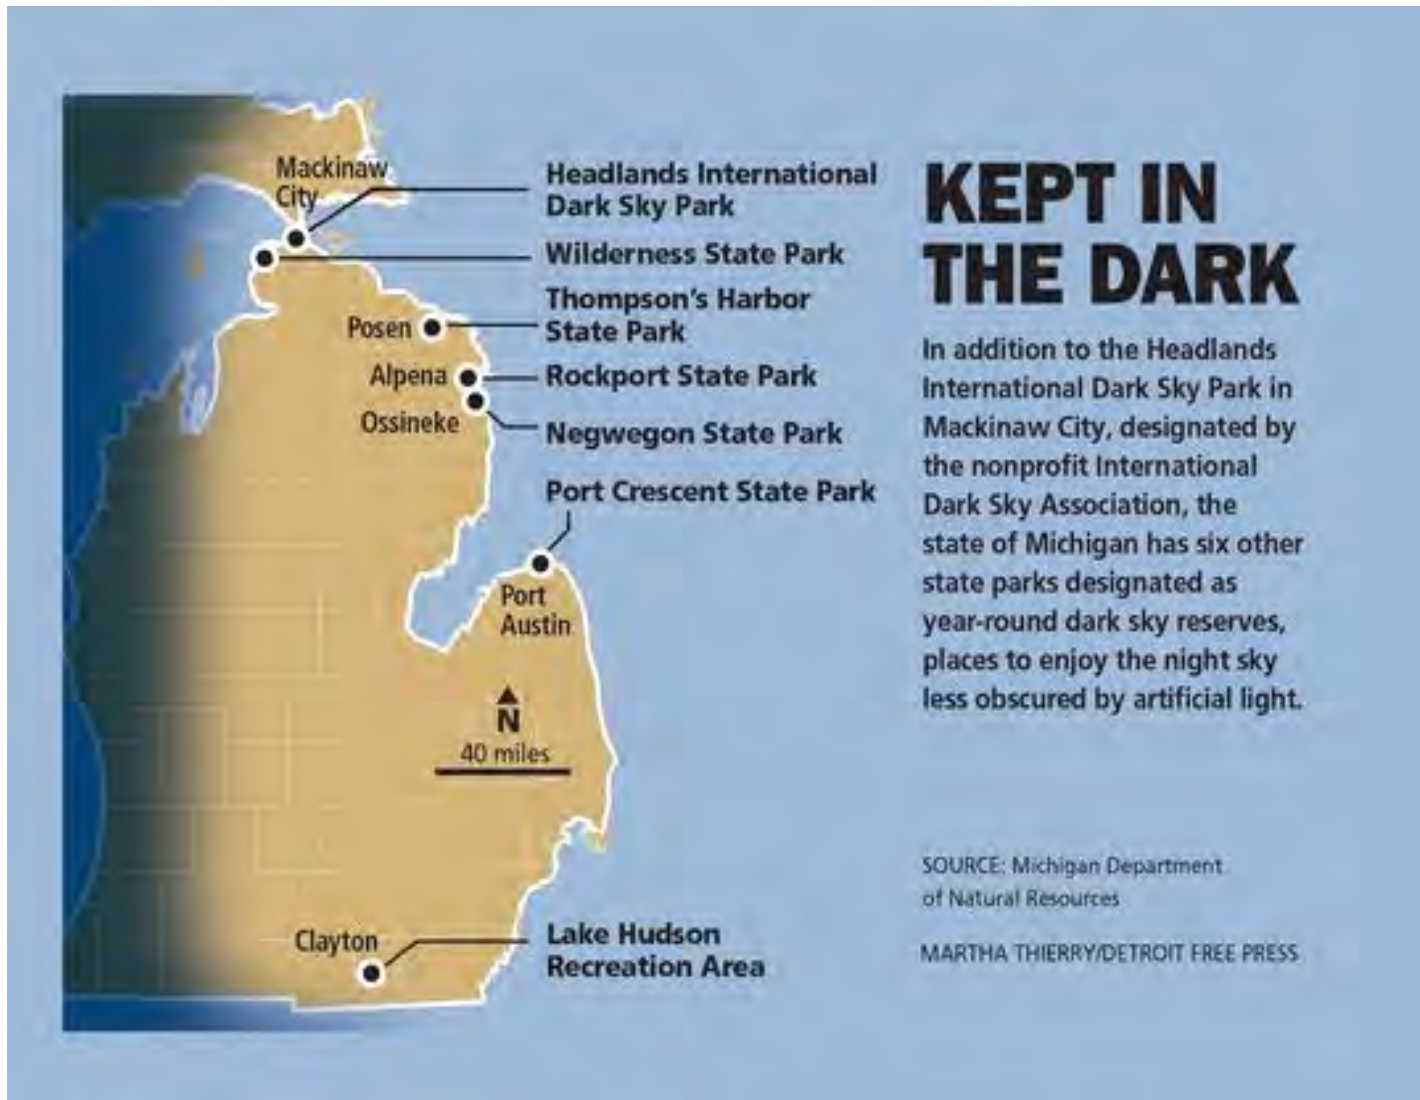 Mackinaw
City
Headlands International
Dark Sky Park
Wilderness State Park
Thompson's Harbor
State Park
Posen
Alpena
Rockport State Park
Ossineke
Negwegon State Park
Port Crescent State Park
Port
Austin
N
40 miles
Clayton
Lake Hudson
Recreation Area
KEPT IN
THE DARK
In addition to the Headlands
International Dark Sky Park in
Mackinaw City, designated by
the nonprofit International
Dark Sky Association, the
state of Michigan has six other
state parks designated as
year-round dark sky reserves,
places to enjoy the night sky
less obscured by artificial light.
SOURCE: Michigan Department
of Natural Resources
MARTHA THIERRY/DETROIT FREE PRESS